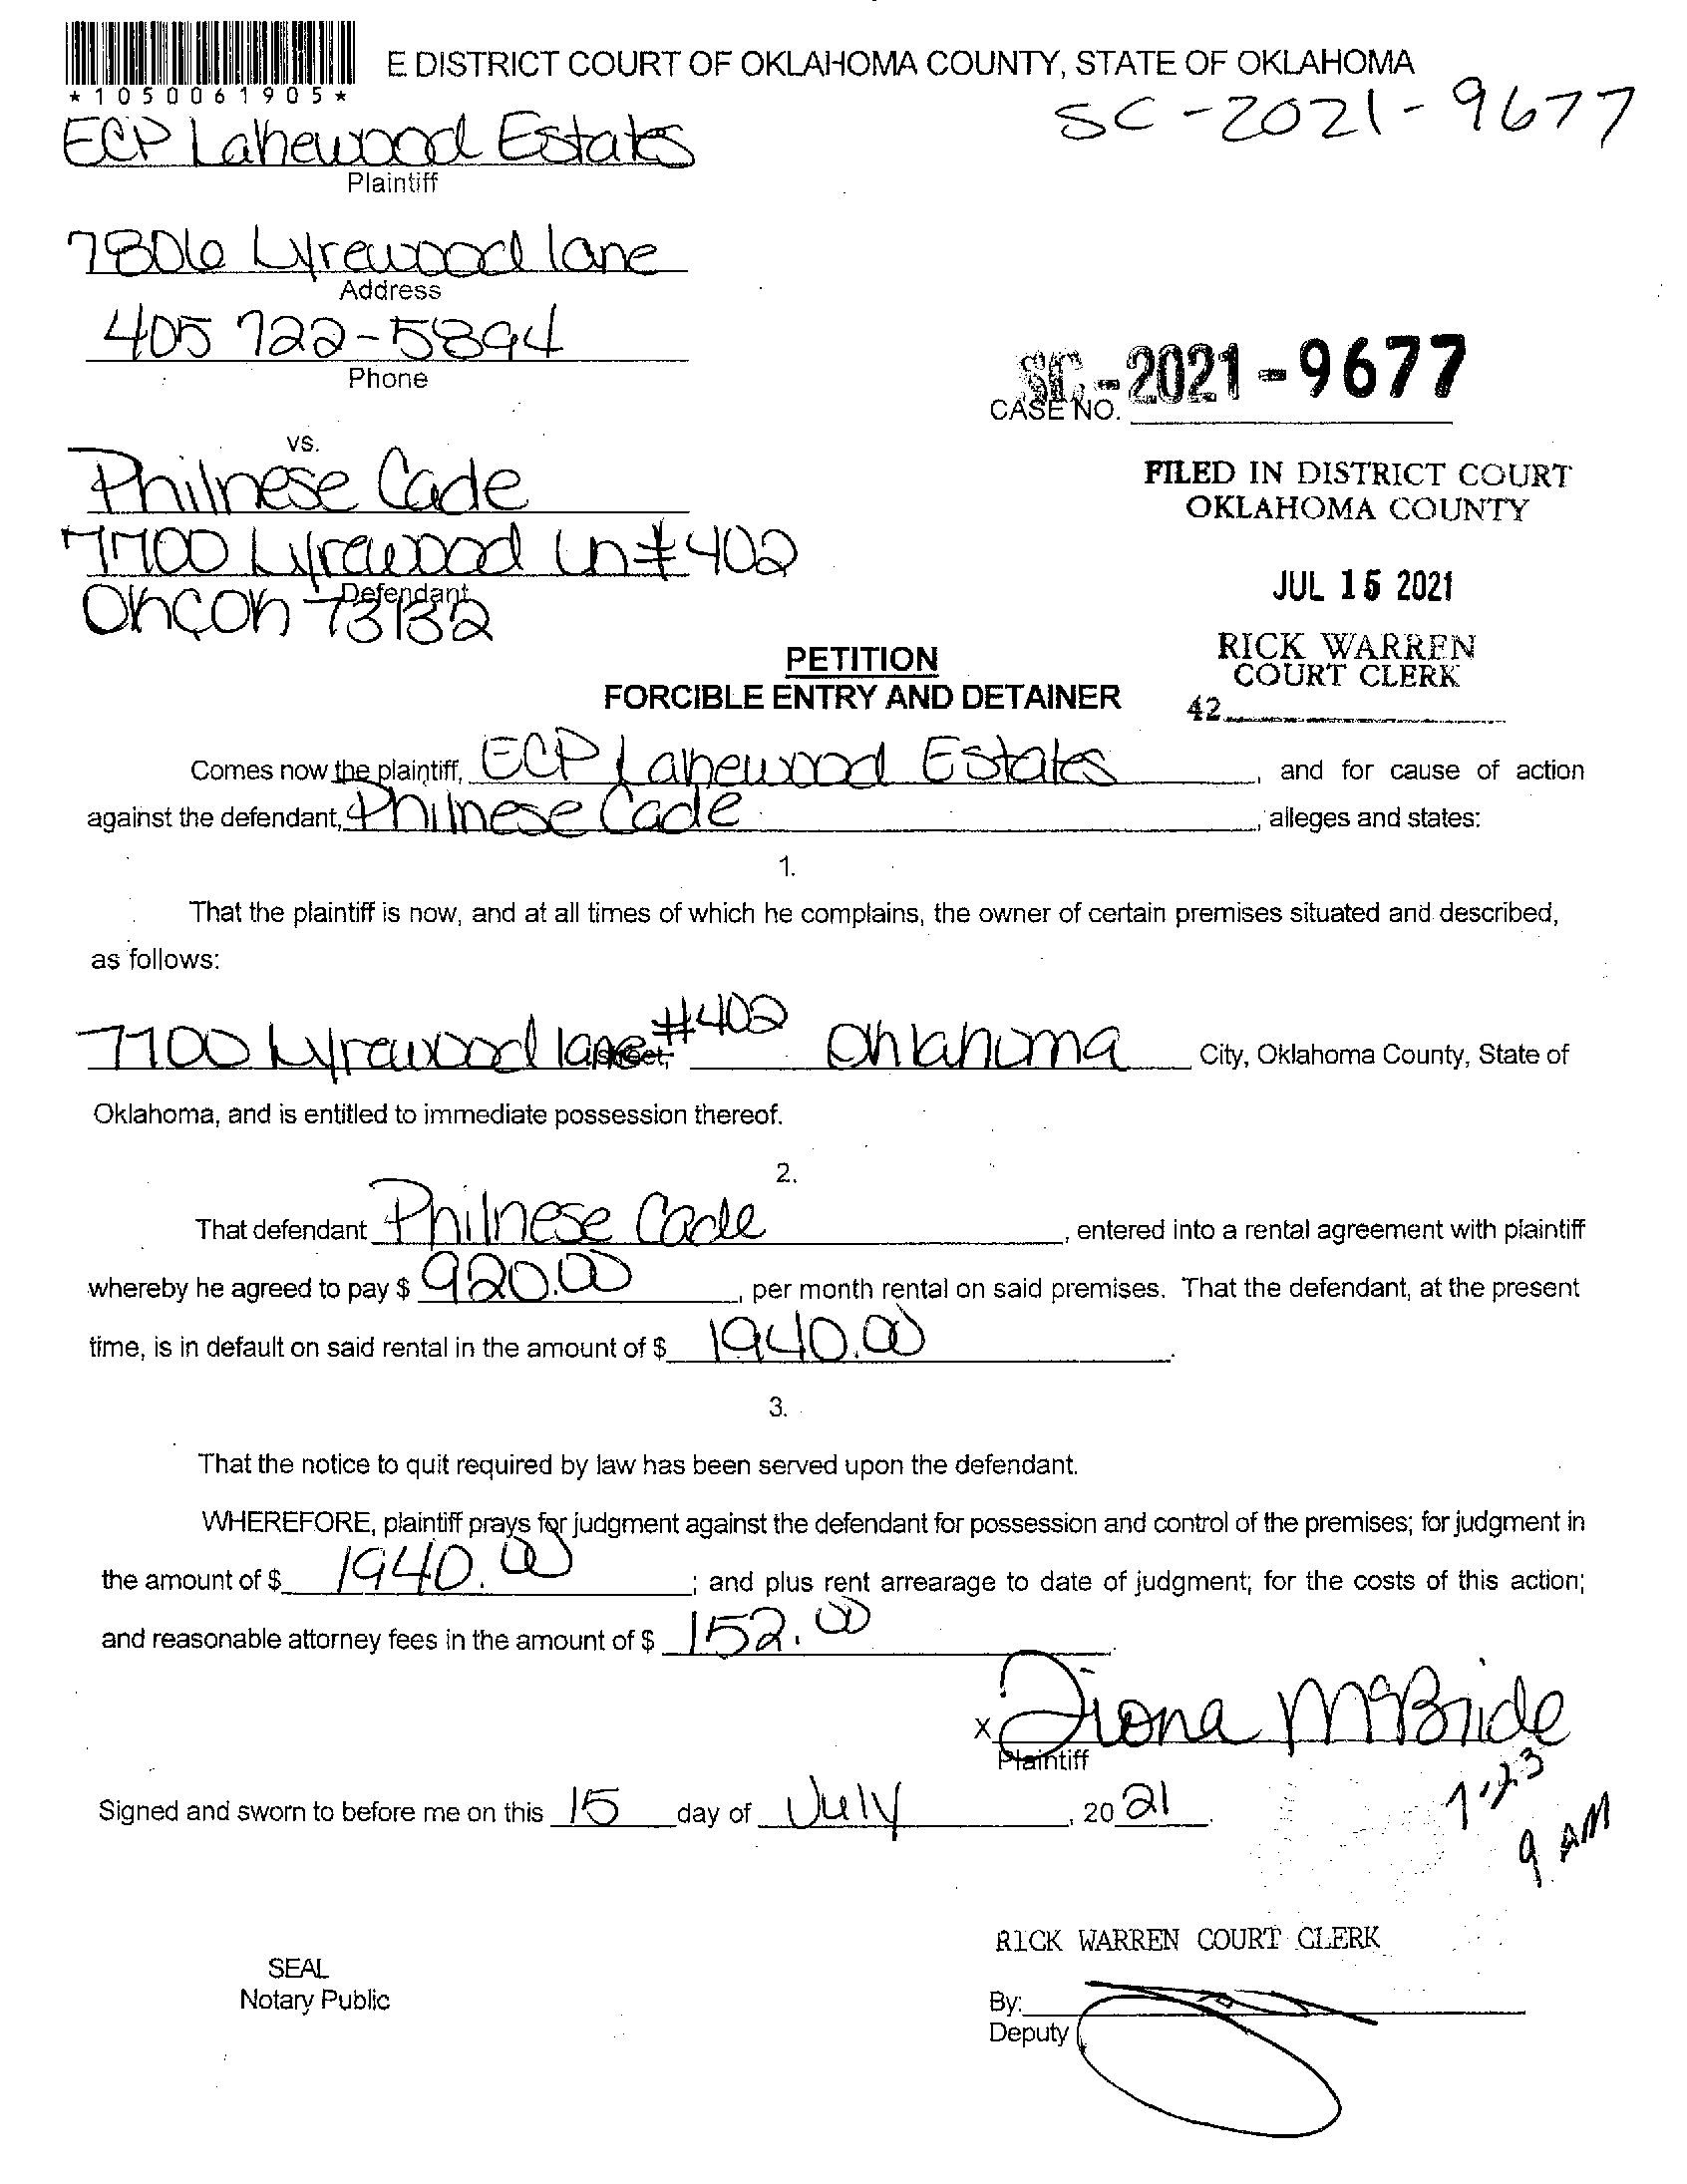 *1050061905*
E DISTRICT COURT OF OKLAHOMA COUNTY, STATE OF OKLAHOMA
SC-2021-9677
ECP Lakewood Estates
Plaintiff
7806 Lyrewood lane
Address
405 722-5894
Phone
SC-2021-9677
CASE NO.
vs.
Philnese Cade
7700 Lyrewood Ln #402
Defendant
OKCOK 73132
FILED IN DISTRICT COURT
OKLAHOMA COUNTY
JUL 15 2021
RICK WARREN
COURT CLERK
42
PETITION
FORCIBLE ENTRY AND DETAINER
Comes now the plaintiff, ECP Lakewood Estates, and for cause of action
against the defendant, Philnese Cade, alleges and states:
1.
That the plaintiff is now, and at all times of which he complains, the owner of certain premises situated and described,
as follows:
7700 Lyrewood lane #402 street, Oklahoma City, Oklahoma County, State of
Oklahoma, and is entitled to immediate possession thereof.
2.
That defendant Philnese Cade, entered into a rental agreement with plaintiff
whereby he agreed to pay $ 920.00, per month rental on said premises. That the defendant, at the present
time, is in default on said rental in the amount of $ 1940.00.
3.
That the notice to quit required by law has been served upon the defendant.
WHEREFORE, plaintiff prays for judgment against the defendant for possession and control of the premises; for judgment in
the amount of $ 1940.00; and plus rent arrearage to date of judgment; for the costs of this action;
and reasonable attorney fees in the amount of $ 152.00.
x Diona McBride
Plaintiff
7-23
9 AM
Signed and sworn to before me on this 15 day of July, 2021.
RICK WARREN COURT CLERK
SEAL
Notary Public
By:
Deputy